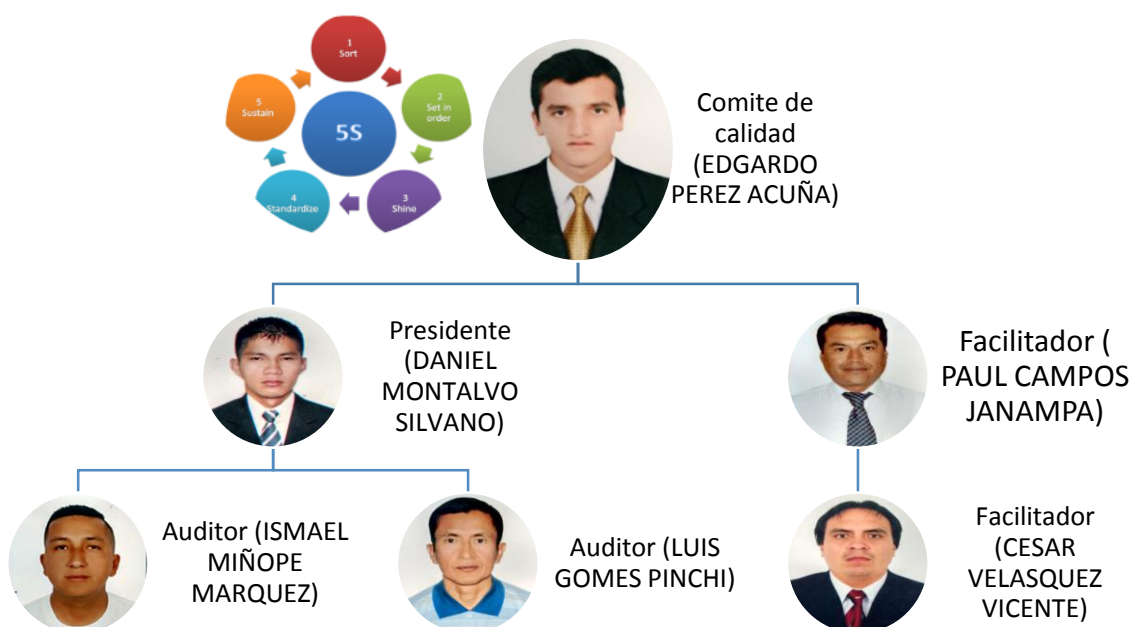 1
Sort
2
Set in
order
3
Shine
4
Standardize
5
Sustain
5S
Comite de
calidad
(EDGARDO
PEREZ ACUÑA)
Presidente
(DANIEL
MONTALVO
SILVANO)
Facilitador (
PAUL CAMPOS
JANAMPA)
Auditor (ISMAEL
MIÑOPE
MARQUEZ)
Auditor (LUIS
GOMES PINCHI)
Facilitador
(CESAR
VELASQUEZ
VICENTE)